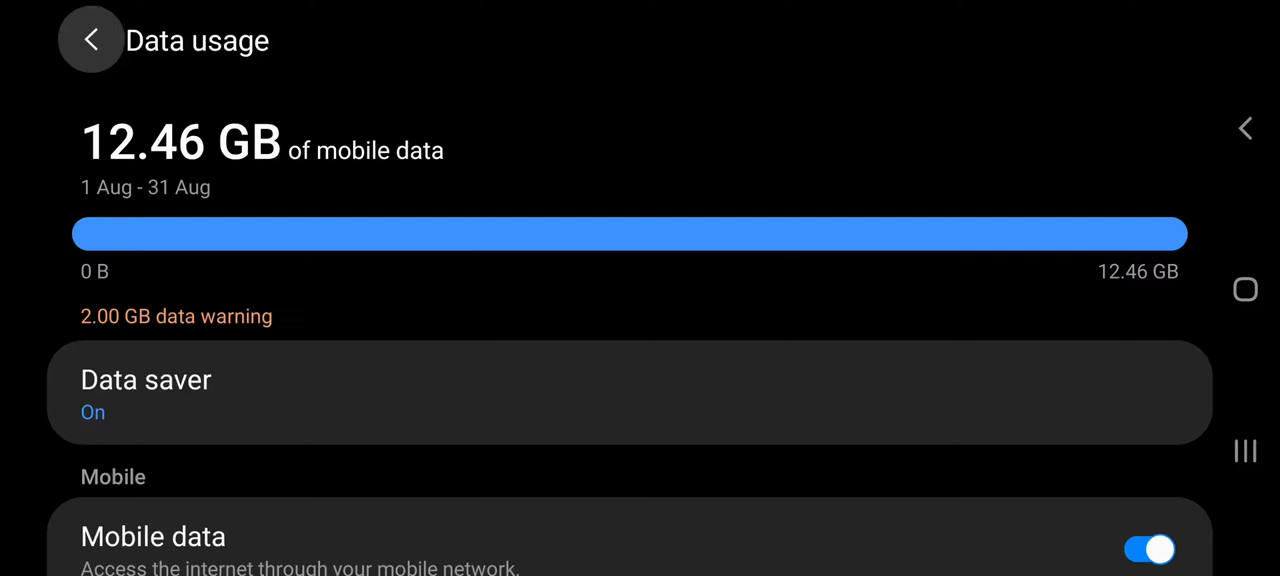 Data usage
12.46 GB of mobile data
1 Aug - 31 Aug
0 B
12.46 GB
2.00 GB data warning
Data saver
On
Mobile
Mobile data
Access the internet through your mobile network.